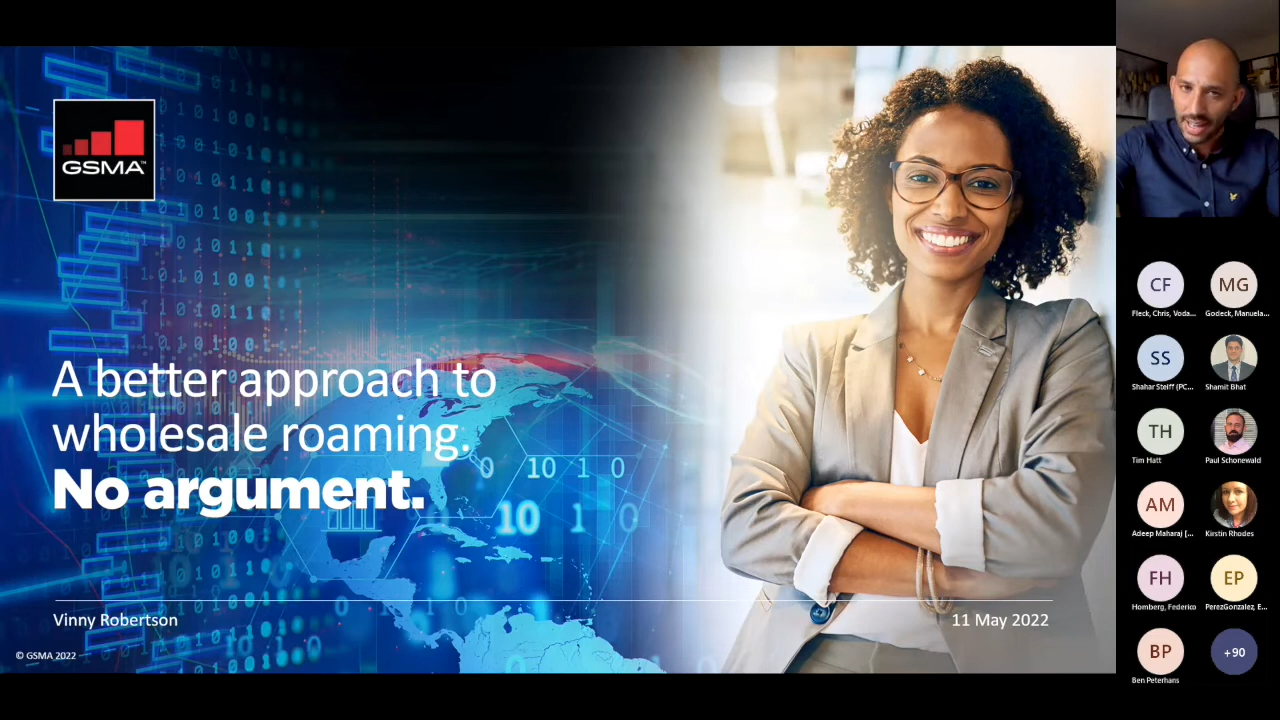 GSMA™
A better approach to
wholesale roaming.
No argument.
Vinny Robertson
11 May 2022
© GSMA 2022
CF
Fleck, Chris, Voda...
MG
Godeck, Manuela...
SS
Shahar Steiff (PC...
Shamit Bhat
TH
Tim Hatt
Paul Schonewald
AM
Adeep Maharaj [...
Kirstin Rhodes
FH
Homberg, Federico
EP
PerezGonzalez, E...
BP
Ben Peterhans
+90